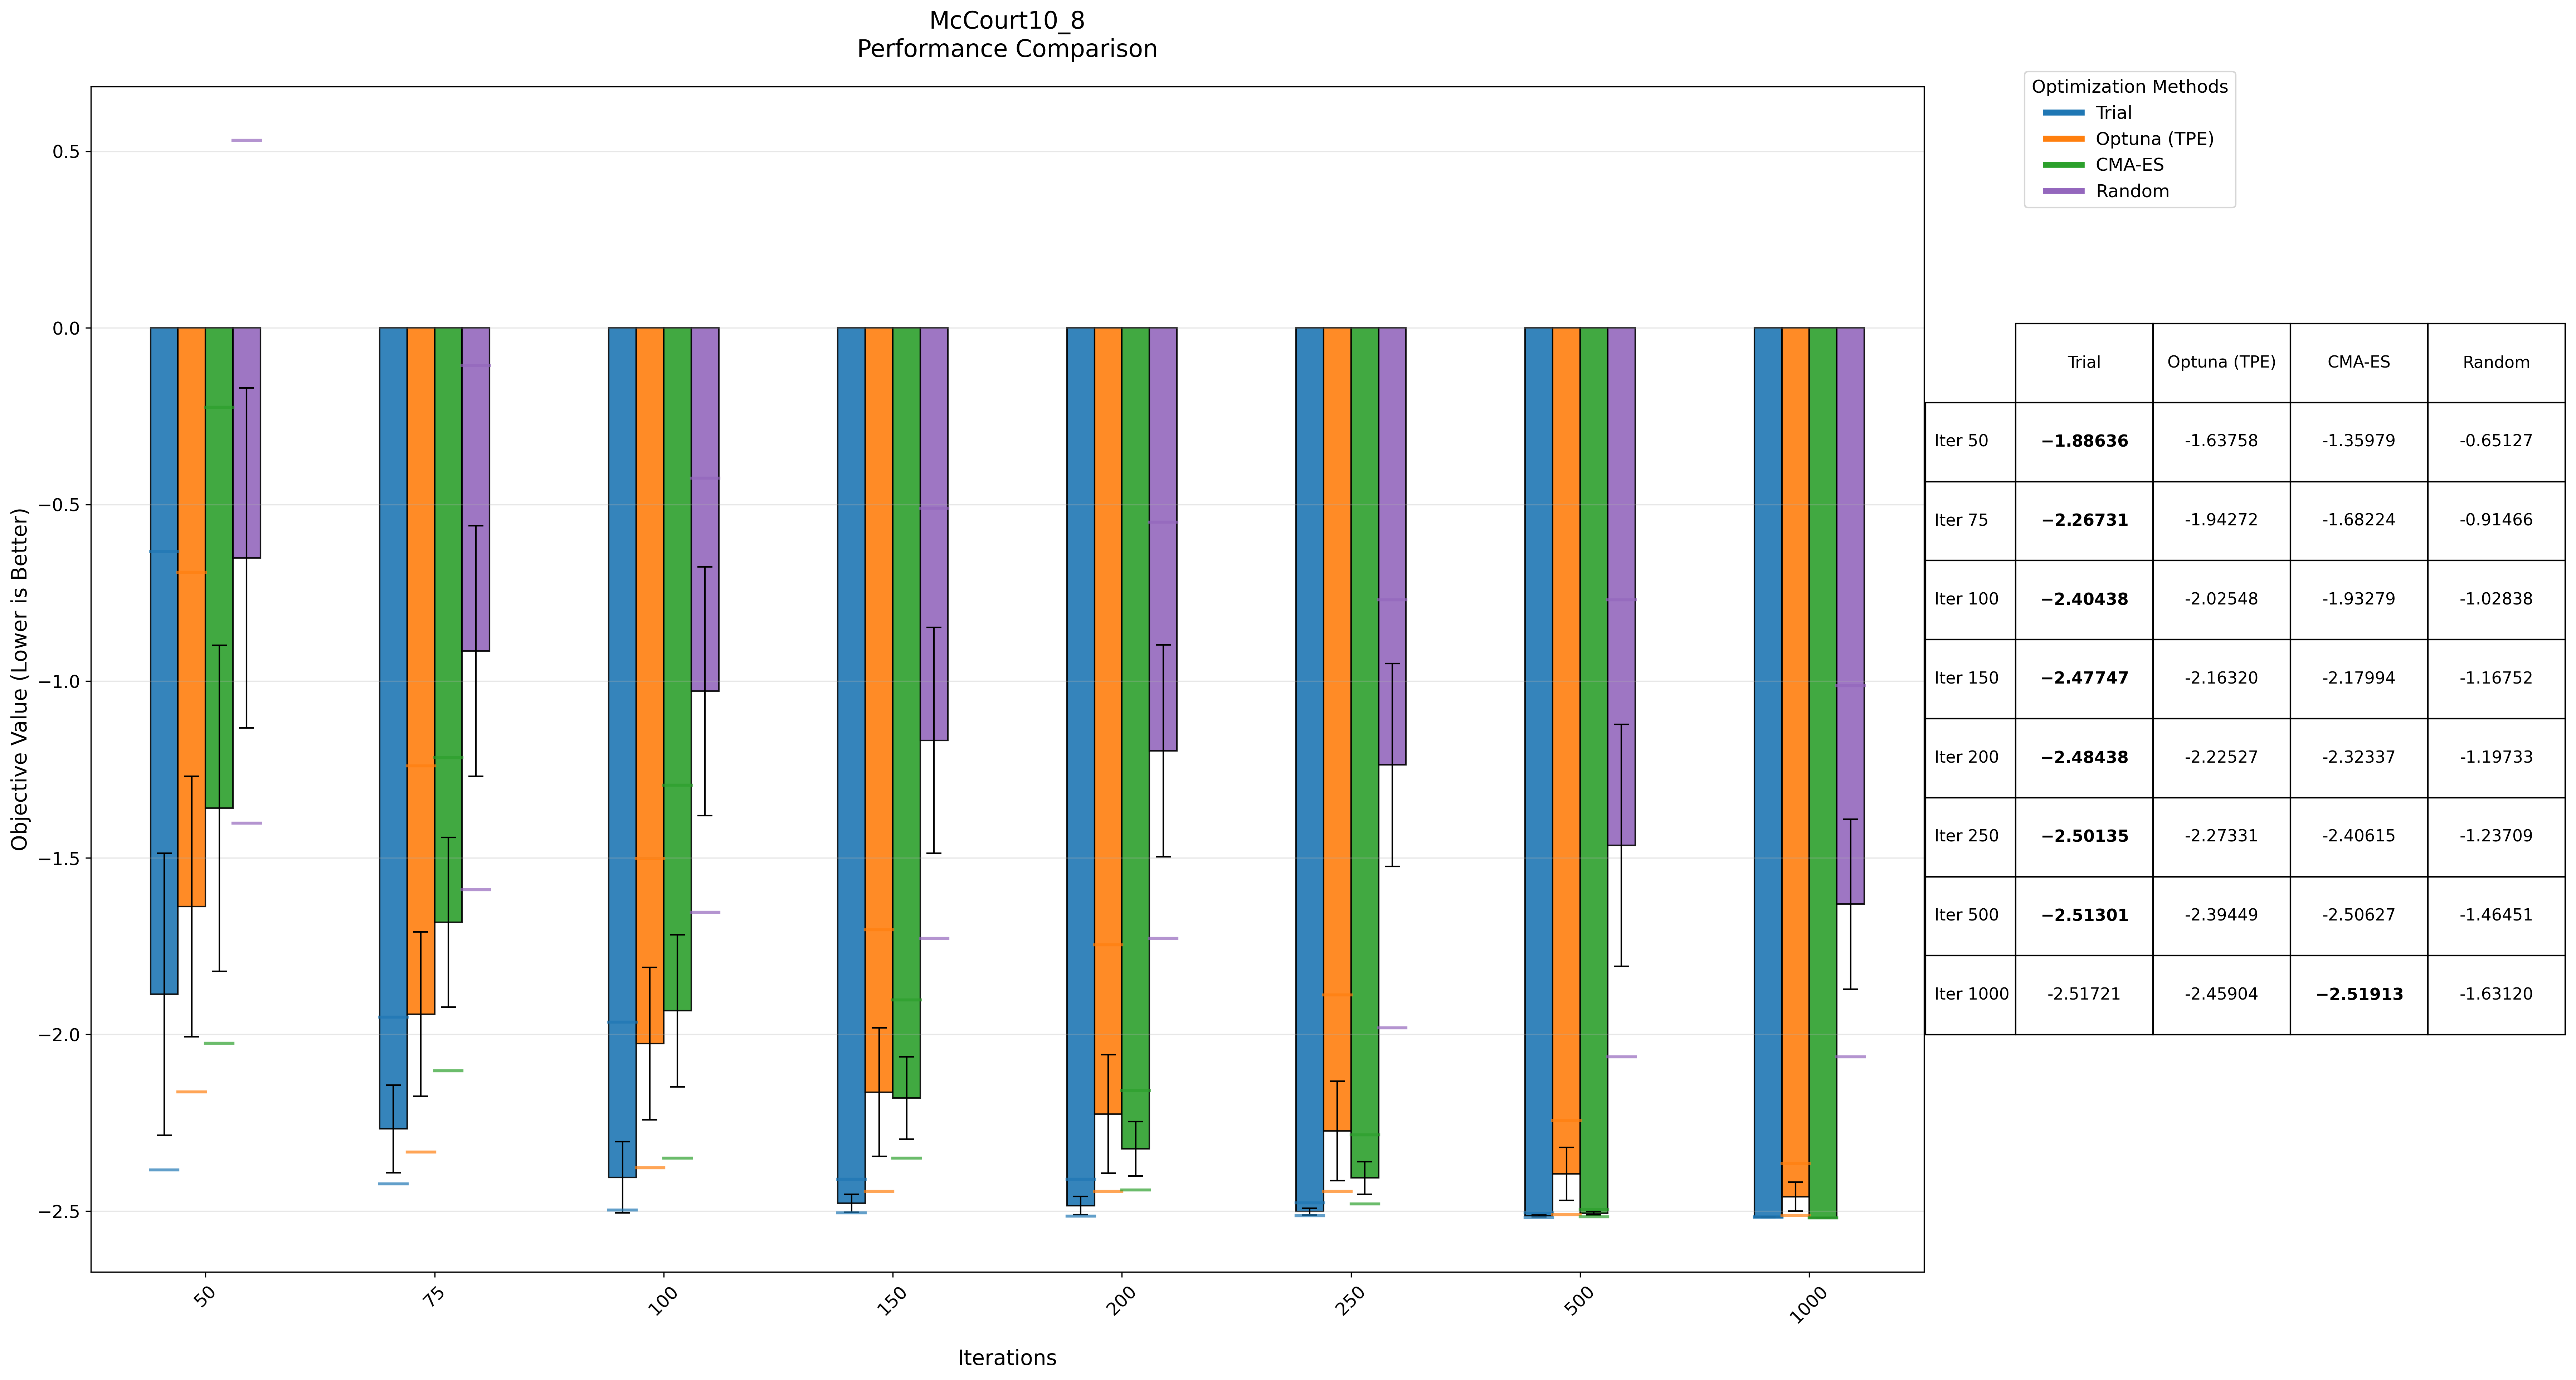 McCourt10_8
Performance Comparison
Optimization Methods
Trial
Optuna (TPE)
CMA-ES
Random
Objective Value (Lower is Better)
0.5
0.0
−0.5
−1.0
−1.5
−2.0
−2.5
50
75
100
150
200
250
500
1000
Iterations
Trial Optuna (TPE) CMA-ES Random
Iter 50 −1.88636 -1.63758 -1.35979 -0.65127
Iter 75 −2.26731 -1.94272 -1.68224 -0.91466
Iter 100 −2.40438 -2.02548 -1.93279 -1.02838
Iter 150 −2.47747 -2.16320 -2.17994 -1.16752
Iter 200 −2.48438 -2.22527 -2.32337 -1.19733
Iter 250 −2.50135 -2.27331 -2.40615 -1.23709
Iter 500 −2.51301 -2.39449 -2.50627 -1.46451
Iter 1000 -2.51721 -2.45904 −2.51913 -1.63120